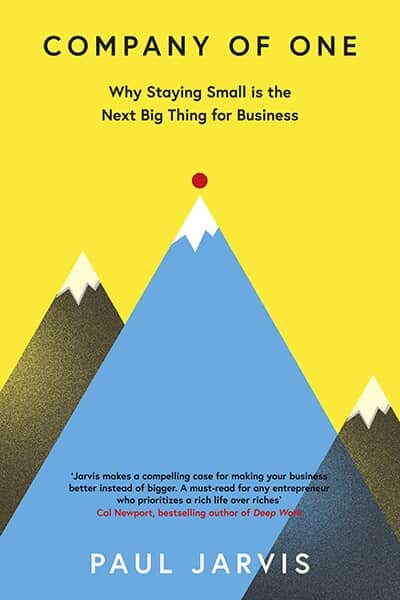 COMPANY OF ONE
Why Staying Small is the
Next Big Thing for Business
‘Jarvis makes a compelling case for making your business
better instead of bigger. A must-read for any entrepreneur
who prioritizes a rich life over riches’
Cal Newport, bestselling author of Deep Work
PAUL JARVIS